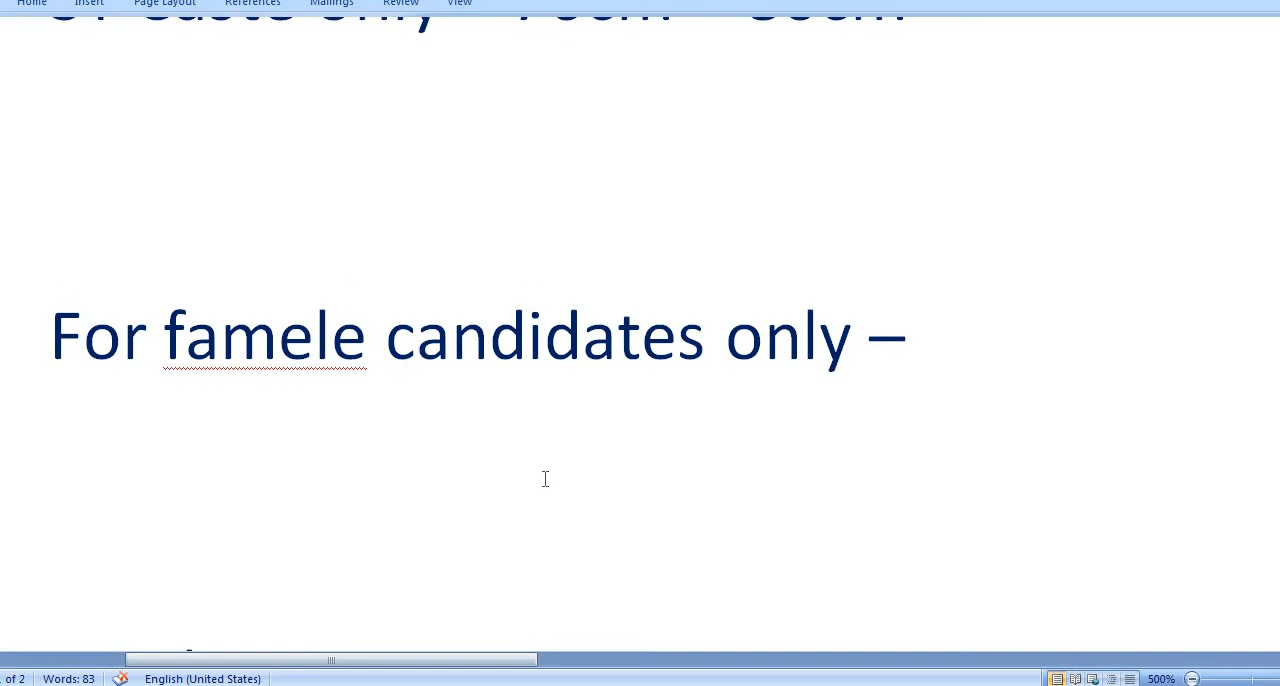 Home Insert Page Layout References Mailings Review View
For famele candidates only –
of 2 Words: 83 English (United States) 500%